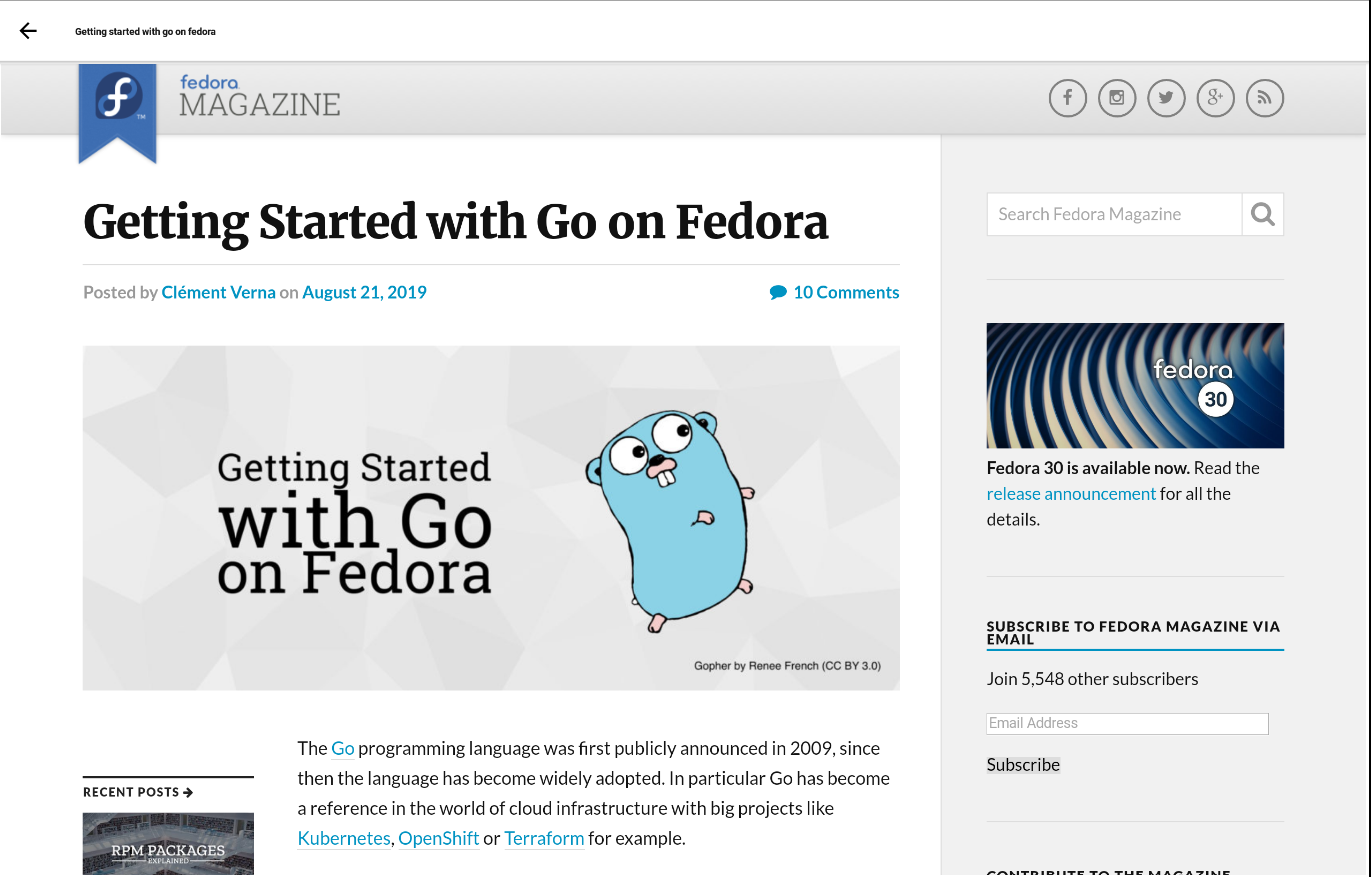 Getting started with go on fedora
fedora
MAGAZINE
Getting Started with Go on Fedora
Posted by Clément Verna on August 21, 2019
10 Comments
Getting Started
with Go
on Fedora
Gopher by Renee French (CC BY 3.0)
The Go programming language was first publicly announced in 2009, since
then the language has become widely adopted. In particular Go has become
a reference in the world of cloud infrastructure with big projects like
Kubernetes, OpenShift or Terraform for example.
RECENT POSTS
RPM PACKAGES
EXPLAINED
Search Fedora Magazine
fedora
30
Fedora 30 is available now. Read the
release announcement for all the
details.
SUBSCRIBE TO FEDORA MAGAZINE VIA
EMAIL
Join 5,548 other subscribers
Email Address
Subscribe
CONTRIBUTE TO THE MAGAZINE